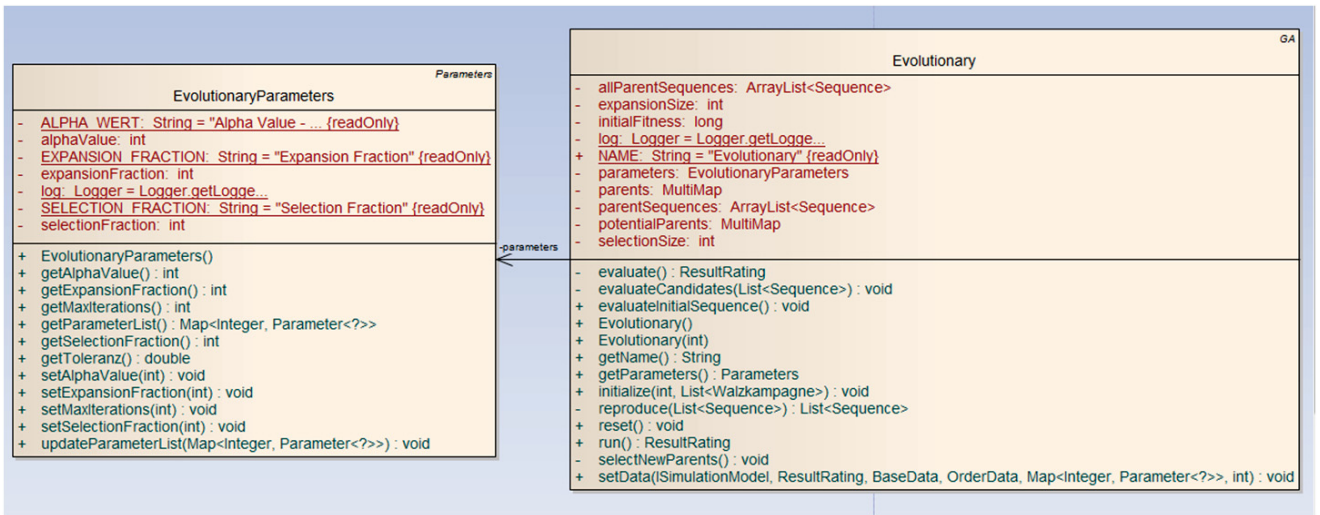 Parameters
EvolutionaryParameters
- ALPHA_WERT: String = "Alpha Value - ... {readOnly}
- alphaValue: int
- EXPANSION_FRACTION: String = "Expansion Fraction" {readOnly}
- expansionFraction: int
- log: Logger = Logger.getLogge...
- SELECTION_FRACTION: String = "Selection Fraction" {readOnly}
- selectionFraction: int
+ EvolutionaryParameters()
+ getAlphaValue() : int
+ getExpansionFraction() : int
+ getMaxIterations() : int
+ getParameterList() : Map<Integer, Parameter<?>>
+ getSelectionFraction() : int
+ getToleranz() : double
+ setAlphaValue(int) : void
+ setExpansionFraction(int) : void
+ setMaxIterations(int) : void
+ setSelectionFraction(int) : void
+ updateParameterList(Map<Integer, Parameter<?>>) : void
-parameters
GA
Evolutionary
- allParentSequences: ArrayList<Sequence>
- expansionSize: int
- initialFitness: long
- log: Logger = Logger.getLogge...
+ NAME: String = "Evolutionary" {readOnly}
- parameters: EvolutionaryParameters
- parents: MultiMap
- parentSequences: ArrayList<Sequence>
- potentialParents: MultiMap
- selectionSize: int
- evaluate() : ResultRating
- evaluateCandidates(List<Sequence>) : void
+ evaluateInitialSequence() : void
+ Evolutionary()
+ Evolutionary(int)
+ getName() : String
+ getParameters() : Parameters
+ initialize(int, List<Walzkampagne>) : void
- reproduce(List<Sequence>) : List<Sequence>
+ reset() : void
+ run() : ResultRating
- selectNewParents() : void
+ setData(ISimulationModel, ResultRating, BaseData, OrderData, Map<Integer, Parameter<?>>, int) : void